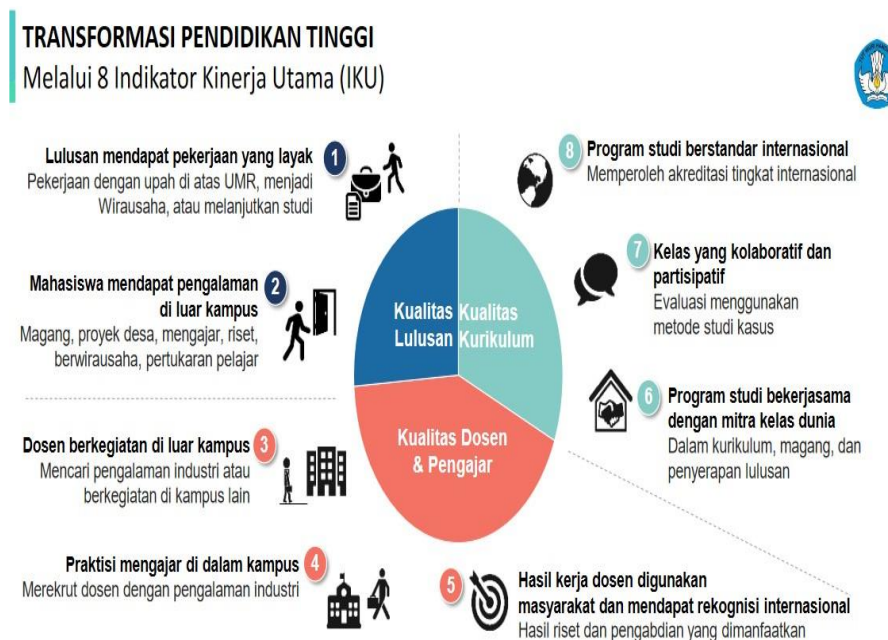 TRANSFORMASI PENDIDIKAN TINGGI
Melalui 8 Indikator Kinerja Utama (IKU)
1
Lulusan mendapat pekerjaan yang layak
Pekerjaan dengan upah di atas UMR, menjadi
Wirausaha, atau melanjutkan studi
2
Mahasiswa mendapat pengalaman
di luar kampus
Magang, proyek desa, mengajar, riset,
berwirausaha, pertukaran pelajar
3
Dosen berkegiatan di luar kampus
Mencari pengalaman industri atau
berkegiatan di kampus lain
4
Praktisi mengajar di dalam kampus
Merekrut dosen dengan pengalaman industri
Kualitas
Lulusan
Kualitas
Kurikulum
Kualitas Dosen
& Pengajar
8
Program studi berstandar internasional
Memperoleh akreditasi tingkat internasional
7
Kelas yang kolaboratif dan
partisipatif
Evaluasi menggunakan
metode studi kasus
6
Program studi bekerjasama
dengan mitra kelas dunia
Dalam kurikulum, magang, dan
penyerapan lulusan
5
Hasil kerja dosen digunakan
masyarakat dan mendapat rekognisi internasional
Hasil riset dan pengabdian yang dimanfaatkan